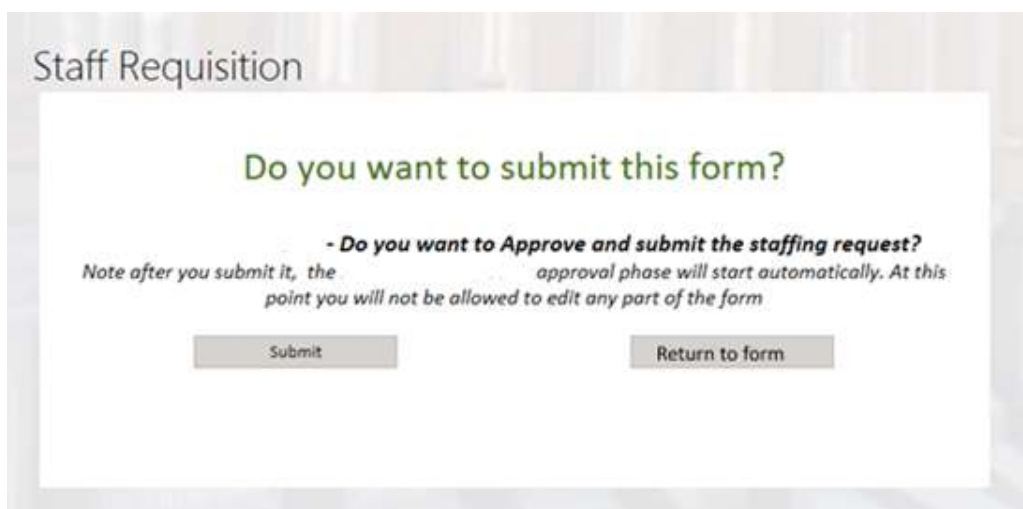 Staff Requisition
Do you want to submit this form?
- Do you want to Approve and submit the staffing request?
Note after you submit it, the approval phase will start automatically. At this
point you will not be allowed to edit any part of the form
Submit
Return to form